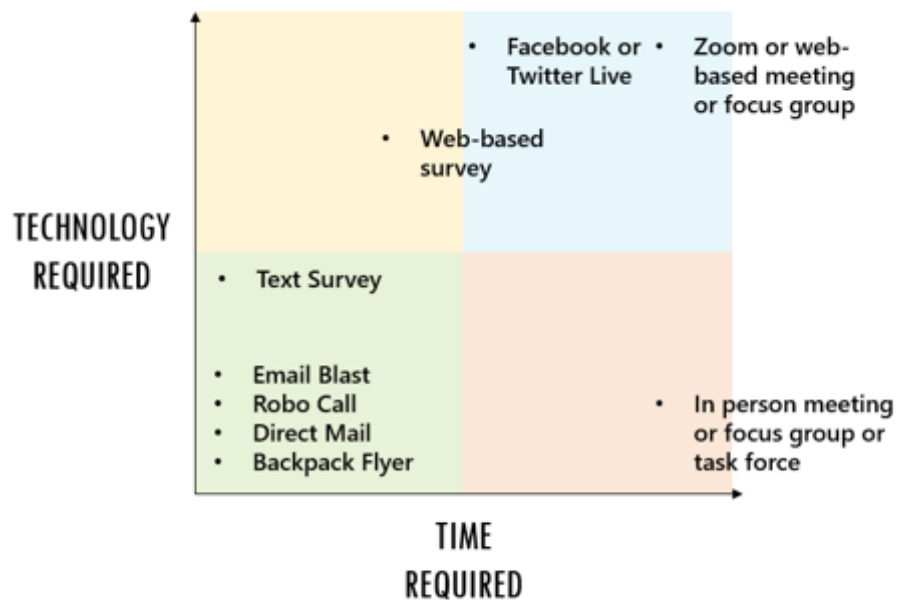 • Facebook or
Twitter Live
• Zoom or web-
based meeting
or focus group
• Web-based
survey
TECHNOLOGY
REQUIRED
• Text Survey
• Email Blast
• Robo Call
• Direct Mail
• Backpack Flyer
• In person meeting
or focus group or
task force
TIME
REQUIRED